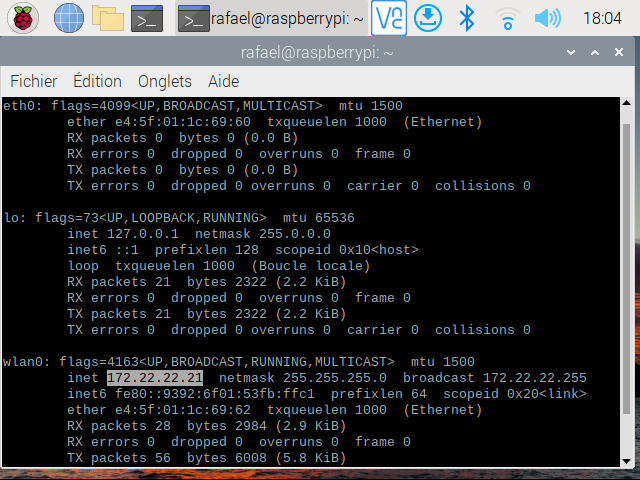 rafael@raspberrypi: ~
18:04
rafael@raspberrypi: ~
Fichier Édition Onglets Aide
eth0: flags=4099<UP,BROADCAST,MULTICAST>  mtu 1500
        ether e4:5f:01:1c:69:60  txqueuelen 1000  (Ethernet)
        RX packets 0  bytes 0 (0.0 B)
        RX errors 0  dropped 0  overruns 0  frame 0
        TX packets 0  bytes 0 (0.0 B)
        TX errors 0  dropped 0 overruns 0  carrier 0  collisions 0
lo: flags=73<UP,LOOPBACK,RUNNING>  mtu 65536
        inet 127.0.0.1  netmask 255.0.0.0
        inet6 ::1  prefixlen 128  scopeid 0x10<host>
        loop  txqueuelen 1000  (Boucle locale)
        RX packets 21  bytes 2322 (2.2 KiB)
        RX errors 0  dropped 0  overruns 0  frame 0
        TX packets 21  bytes 2322 (2.2 KiB)
        TX errors 0  dropped 0 overruns 0  carrier 0  collisions 0
wlan0: flags=4163<UP,BROADCAST,RUNNING,MULTICAST>  mtu 1500
        inet 172.22.22.21  netmask 255.255.255.0  broadcast 172.22.22.255
        inet6 fe80::9392:6f01:53fb:ffc1  prefixlen 64  scopeid 0x20<link>
        ether e4:5f:01:1c:69:62  txqueuelen 1000  (Ethernet)
        RX packets 28  bytes 2984 (2.9 KiB)
        RX errors 0  dropped 0  overruns 0  frame 0
        TX packets 56  bytes 6008 (5.8 KiB)